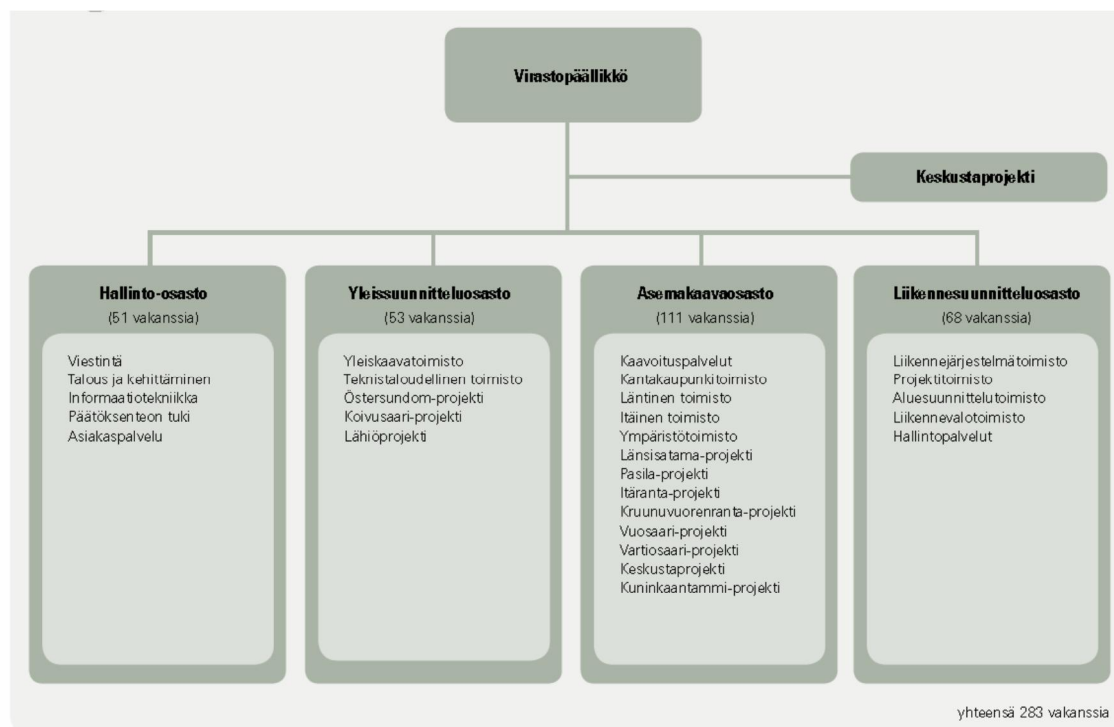 Virastopäällikkö
Keskustaprojekti
Hallinto-osasto
(51 vakanssia)
Viestintä
Talous ja kehittäminen
Informaatiotekniikka
Päätöksenteon tuki
Asiakaspalvelu
Yleissuunnitteluosasto
(53 vakanssia)
Yleiskaavatoimisto
Teknistaloudellinen toimisto
Östersundom-projekti
Koivusaari-projekti
Lähiöprojekti
Asemakaavaosasto
(111 vakanssia)
Kaavoituspalvelut
Kantakaupunkitoimisto
Läntinen toimisto
Itäinen toimisto
Ympäristötoimisto
Länsisatama-projekti
Pasila-projekti
Itäranta-projekti
Kruunuvuorenranta-projekti
Vuosaari-projekti
Vartiosaari-projekti
Keskustaprojekti
Kuninkaantammi-projekti
Liikennesuunnitteluosasto
(68 vakanssia)
Liikennejärjestelmätoimisto
Projektitoimisto
Aluesuunnittelutoimisto
Liikennevalotoimisto
Hallintopalvelut
yhteensä 283 vakanssia